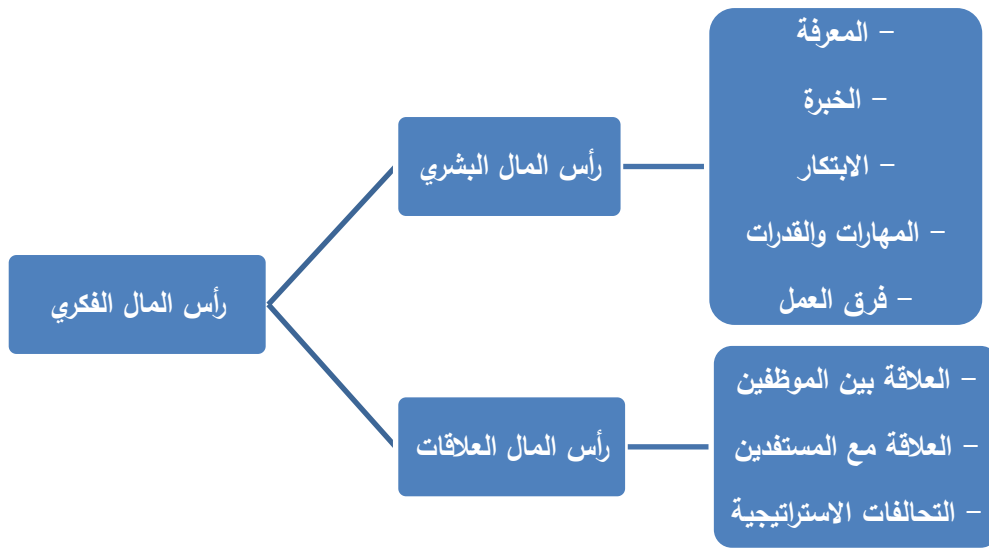 رأس المال الفكري
رأس المال البشري
– المعرفة
– الخبرة
– الابتكار
– المهارات والقدرات
– فرق العمل
رأس المال العلاقات
– العلاقة بين الموظفين
– العلاقة مع المستفدين
– التحالفات الاستراتيجية